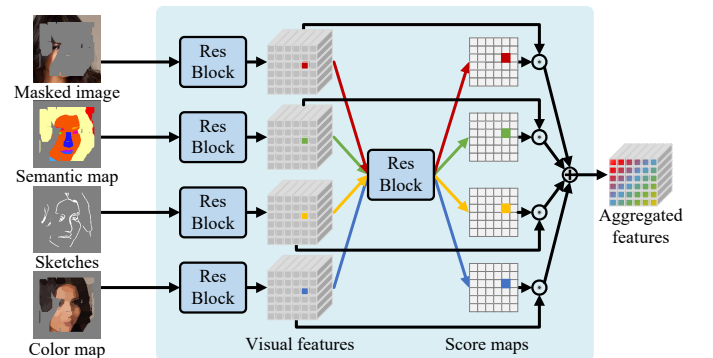 Masked image
Res
Block
Semantic map
Res
Block
Res
Block
Sketches
Res
Block
Aggregated
features
Color map
Res
Block
Visual features
Score maps